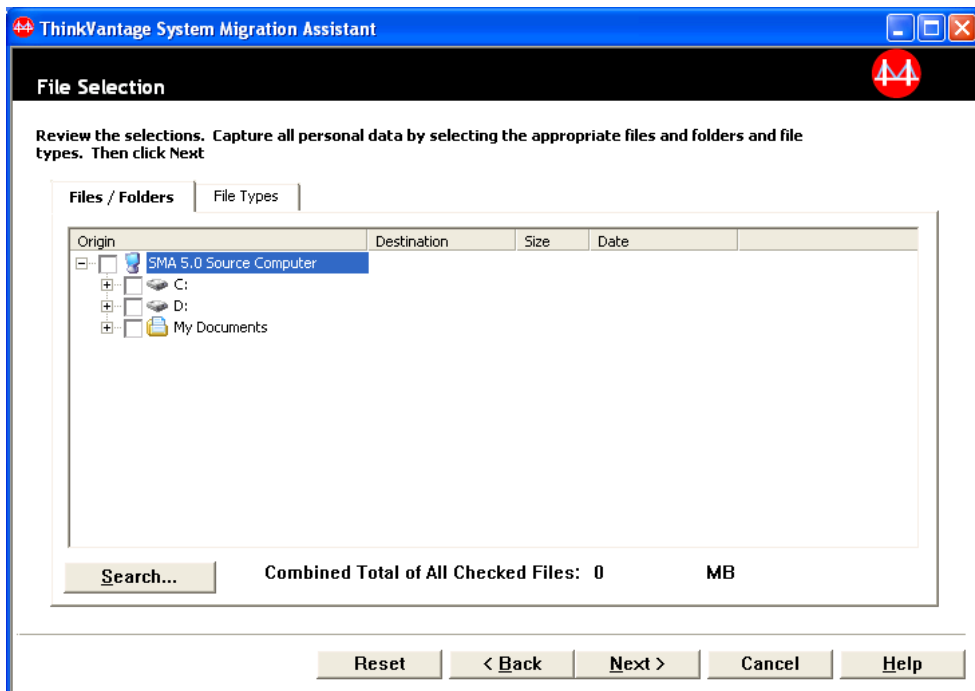 ThinkVantage System Migration Assistant
File Selection
Review the selections. Capture all personal data by selecting the appropriate files and folders and file
types. Then click Next
Files / Folders File Types
Origin Destination Size Date
SMA 5.0 Source Computer
C:
D:
My Documents
Search... Combined Total of All Checked Files: 0 MB
Reset < Back Next > Cancel Help